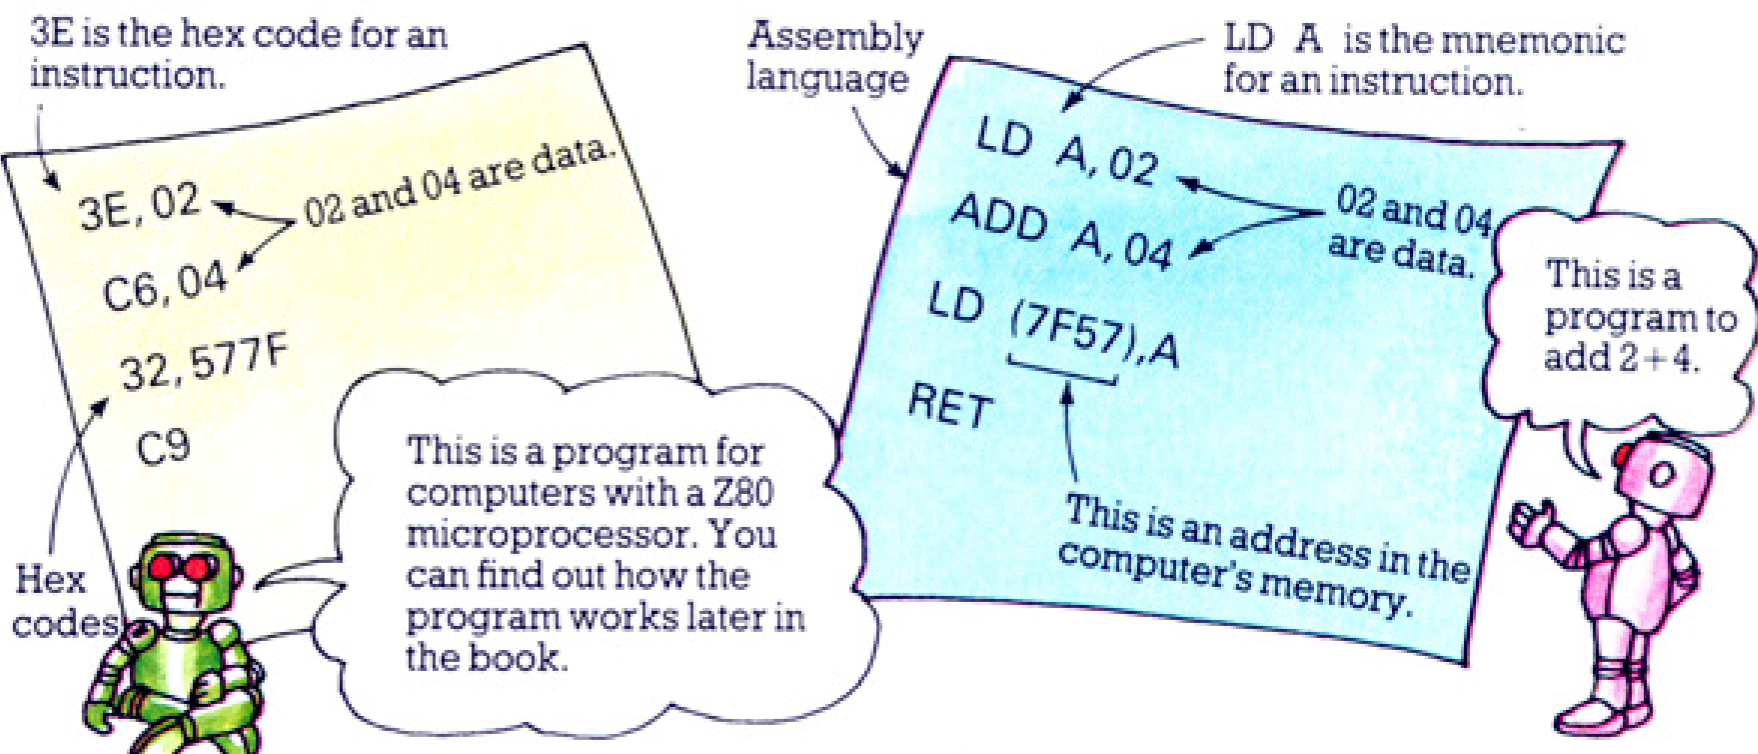 3E is the hex code for an
instruction.
3E, 02
02 and 04 are data.
C6, 04
32, 577F
C9
Hex
codes
This is a program for
computers with a Z80
microprocessor. You
can find out how the
program works later in
the book.
Assembly
language
LD A is the mnemonic
for an instruction.
LD A, 02
ADD A, 04
02 and 04
are data.
LD (7F57),A
RET
This is an address in the
computer's memory.
This is a
program to
add 2+4.